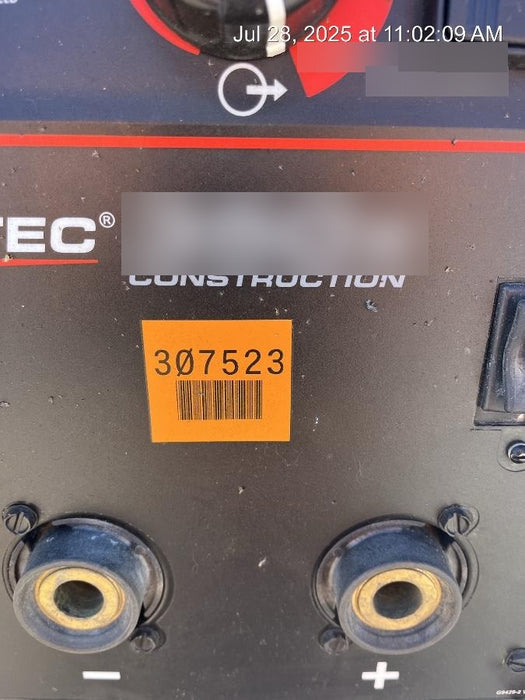 Jul 28, 2025 at 11:02:09 AM
TEC®
CONSTRUCTION
3Ø7523
− +